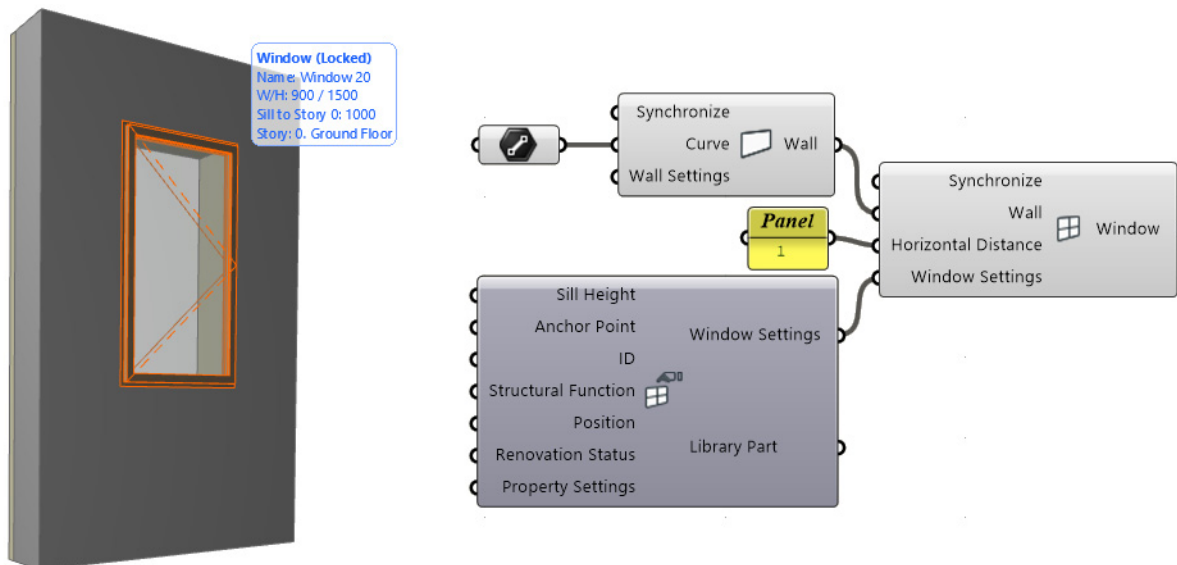 Window (Locked)
Name: Window 20
W/H: 900 / 1500
Sill to Story 0: 1000
Story: 0. Ground Floor
Synchronize
Curve
Wall
Wall Settings
Panel
1
Synchronize
Wall
Horizontal Distance
Window Settings
Window
Sill Height
Anchor Point
ID
Structural Function
Position
Renovation Status
Property Settings
Window Settings
Library Part